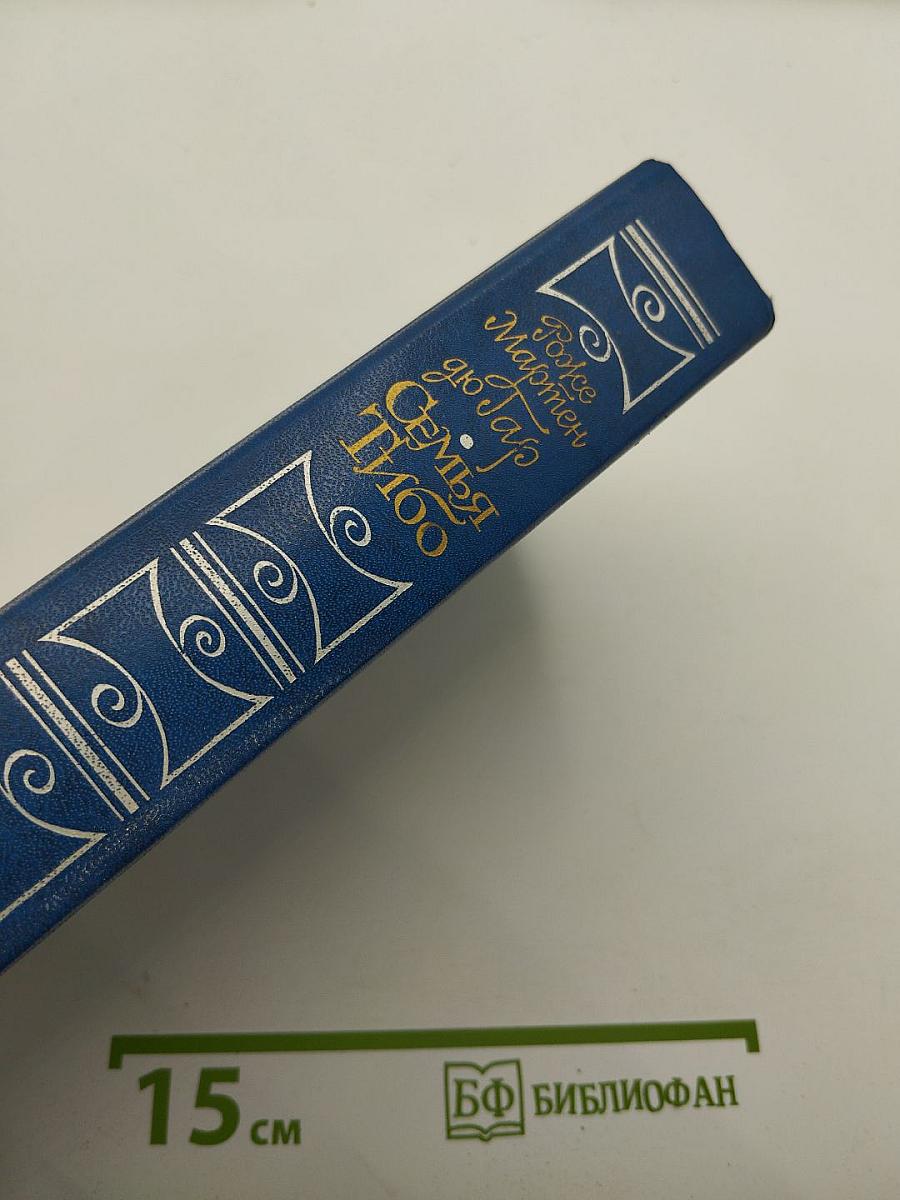 Роже
Мартен
дю Гар
Семья
Тибо
15 см
БФ БИБЛИОФАН